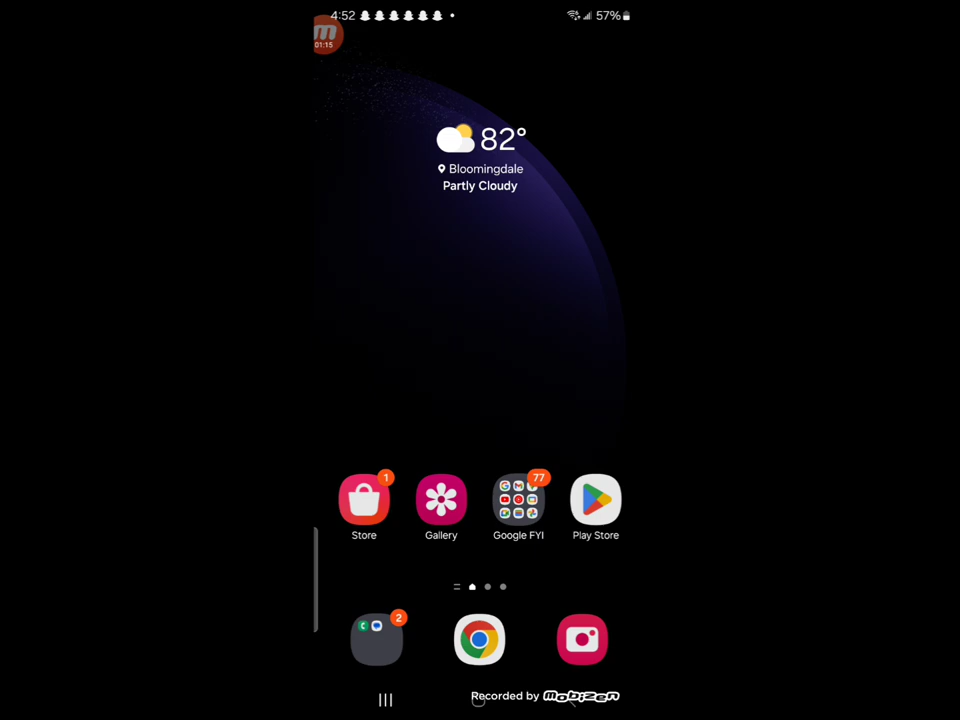 4:52 57%
m
01:15
82°
Bloomingdale
Partly Cloudy
1 77
Store Gallery Google FYI Play Store
2
Recorded by mobizen